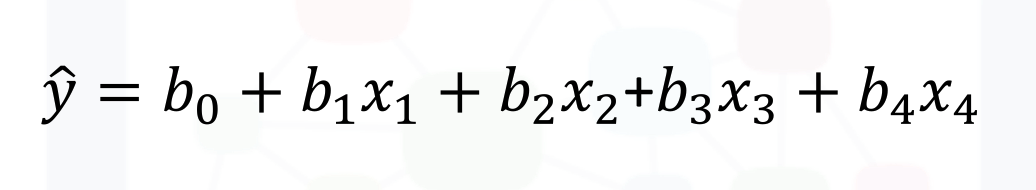 ŷ = b₀ + b₁x₁ + b₂x₂+b₃x₃ + b₄x₄